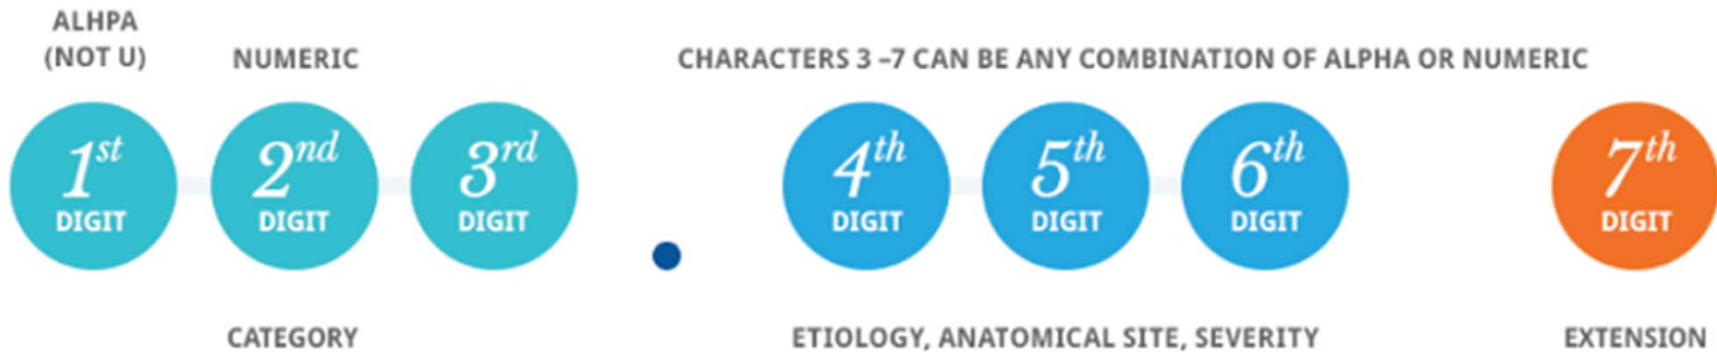 ALHPA
(NOT U)
NUMERIC
CHARACTERS 3 –7 CAN BE ANY COMBINATION OF ALPHA OR NUMERIC
1st
DIGIT
2nd
DIGIT
3rd
DIGIT
4th
DIGIT
5th
DIGIT
6th
DIGIT
7th
DIGIT
CATEGORY
ETIOLOGY, ANATOMICAL SITE, SEVERITY
EXTENSION